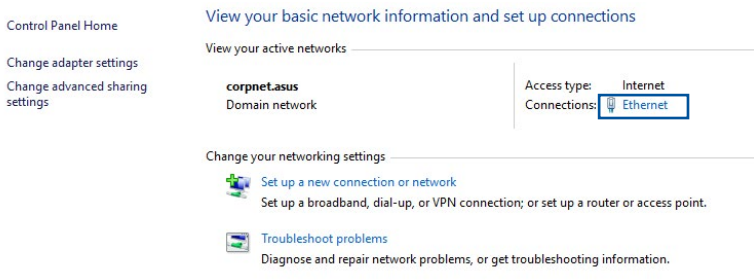 Control Panel Home
Change adapter settings
Change advanced sharing
settings
View your basic network information and set up connections
View your active networks
corpnet.asus
Domain network
Access type: Internet
Connections: Ethernet
Change your networking settings
Set up a new connection or network
Set up a broadband, dial-up, or VPN connection; or set up a router or access point.
Troubleshoot problems
Diagnose and repair network problems, or get troubleshooting information.